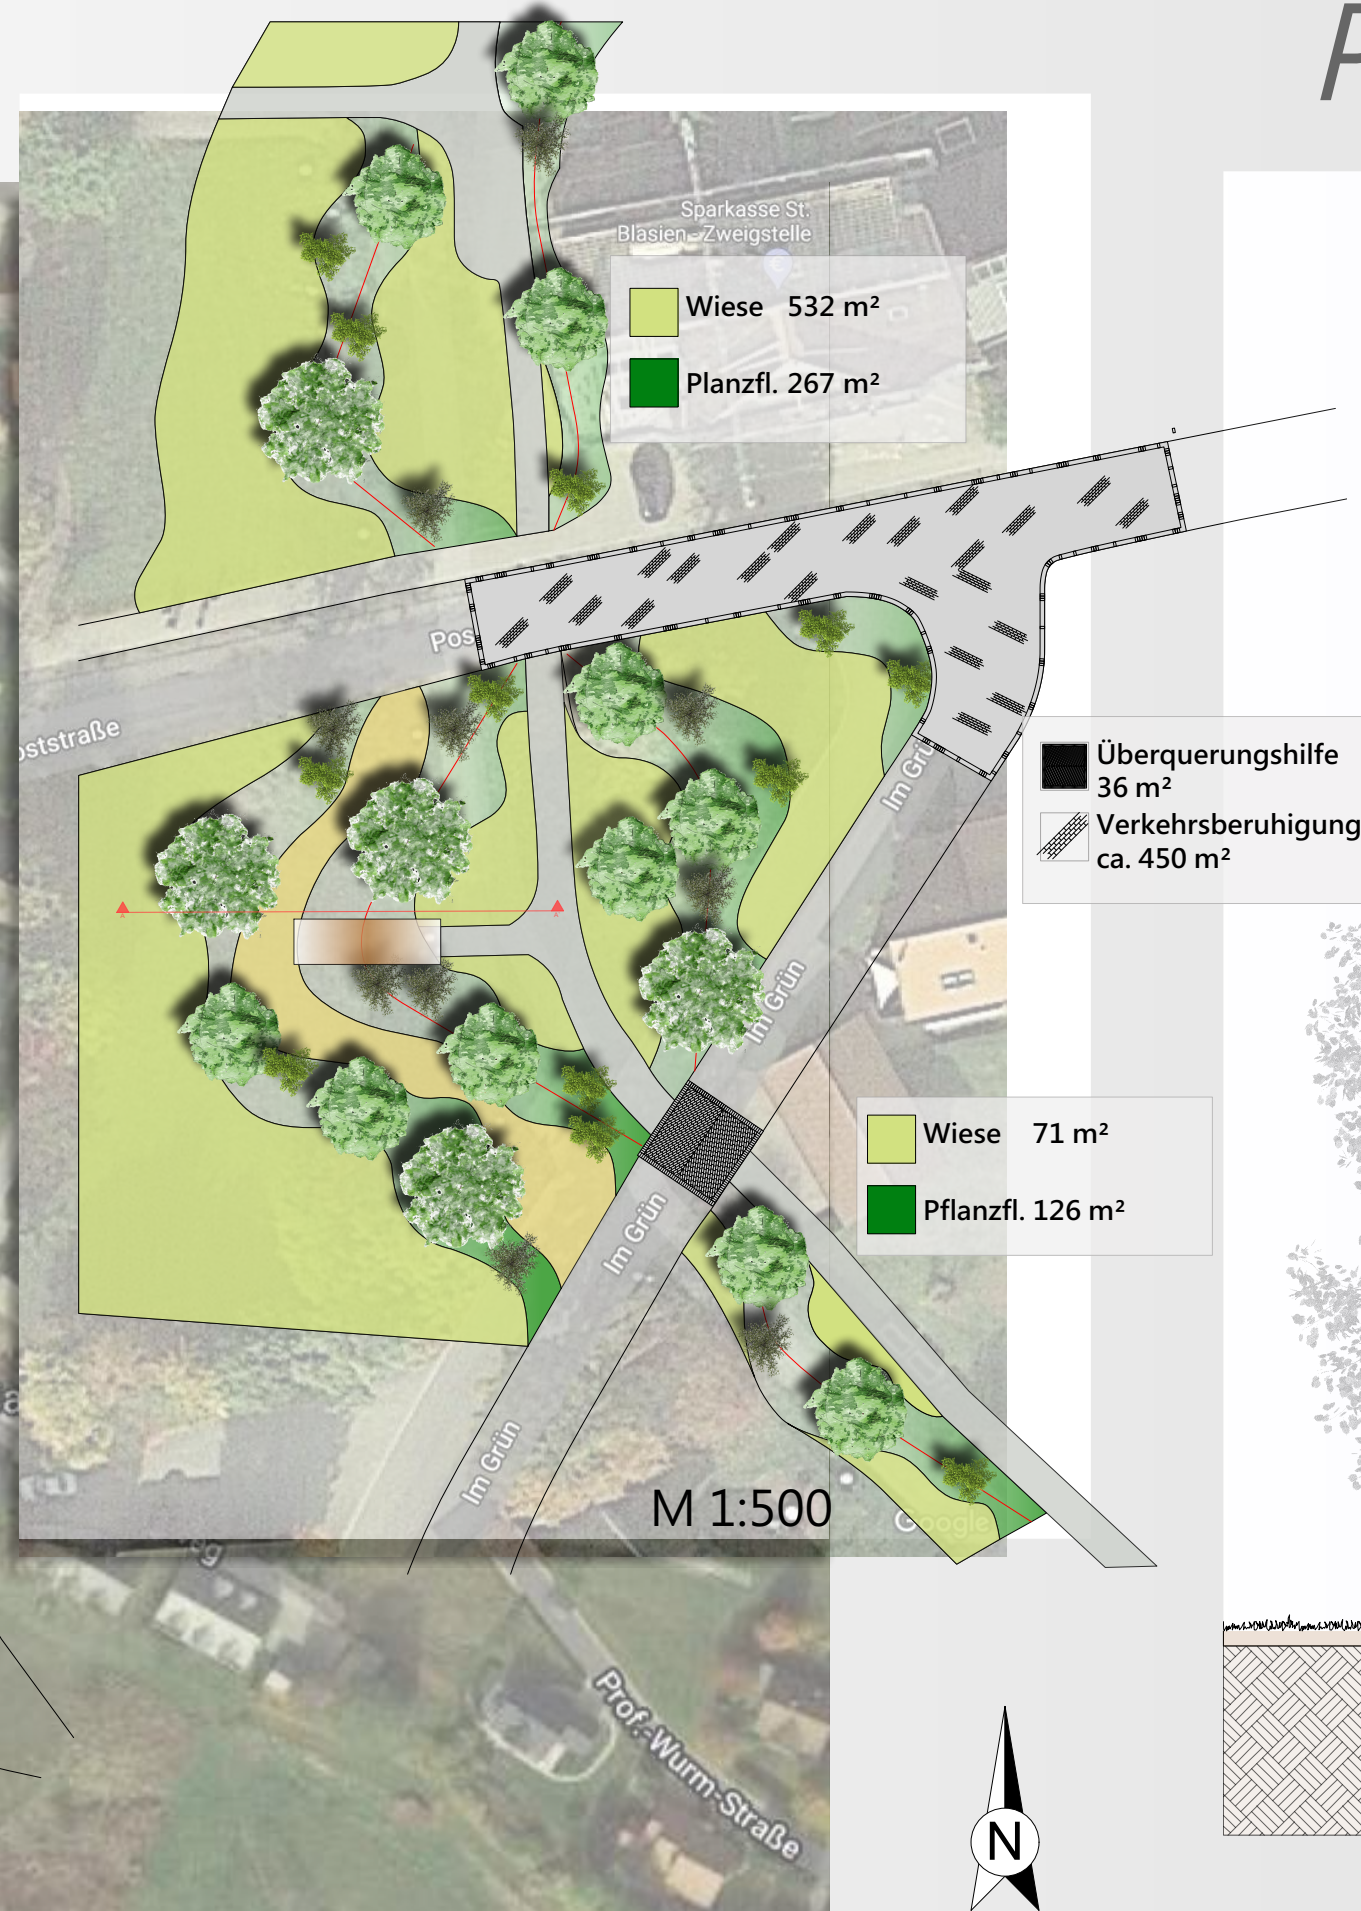 P
Sparkasse St.
Blasien - Zweigstelle
Wiese 532 m²
Planzfl. 267 m²
Pos
oststraße
Im Grü
Überquerungshilfe
36 m²
Verkehrsberuhigung
ca. 450 m²
Im Grün
Wiese 71 m²
Pflanzfl. 126 m²
Im Grün
Im Grün
M 1:500
Google
eg
Prof.-Wurm-Straße
N